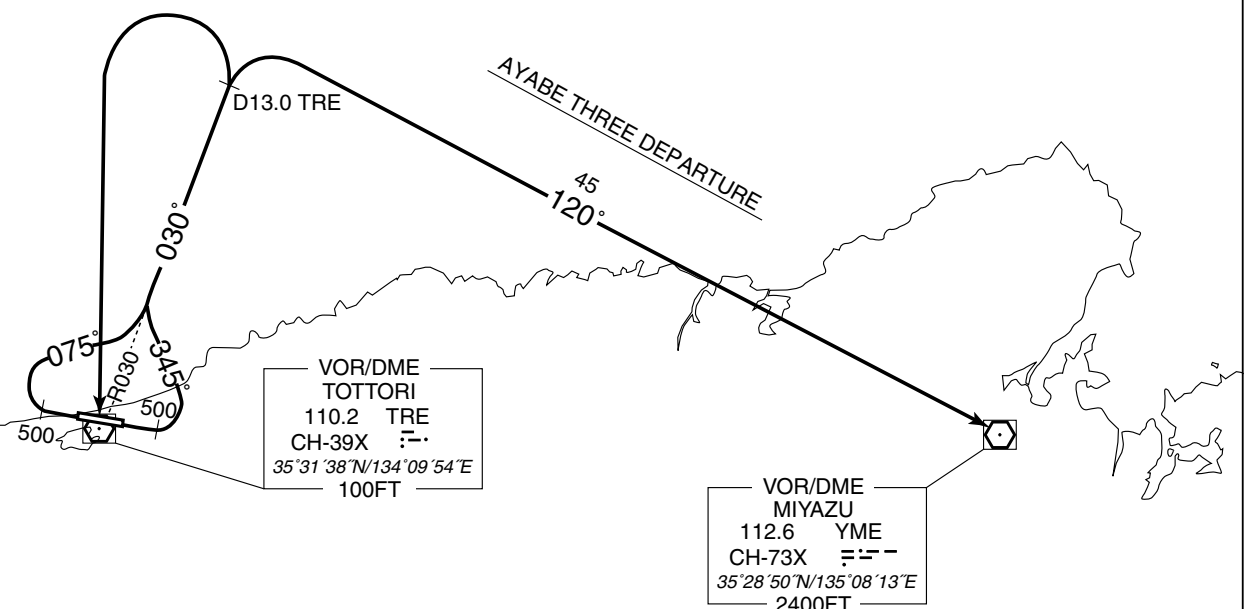 D13.0 TRE
AYABE THREE DEPARTURE
45
120°
030°
075°
345°
R030
500
500
VOR/DME
TOTTORI
110.2 TRE
CH-39X
35°31´38˝N/134°09´54˝E
100FT
VOR/DME
MIYAZU
112.6 YME
CH-73X
35°28´50˝N/135°08´13˝E
2400FT